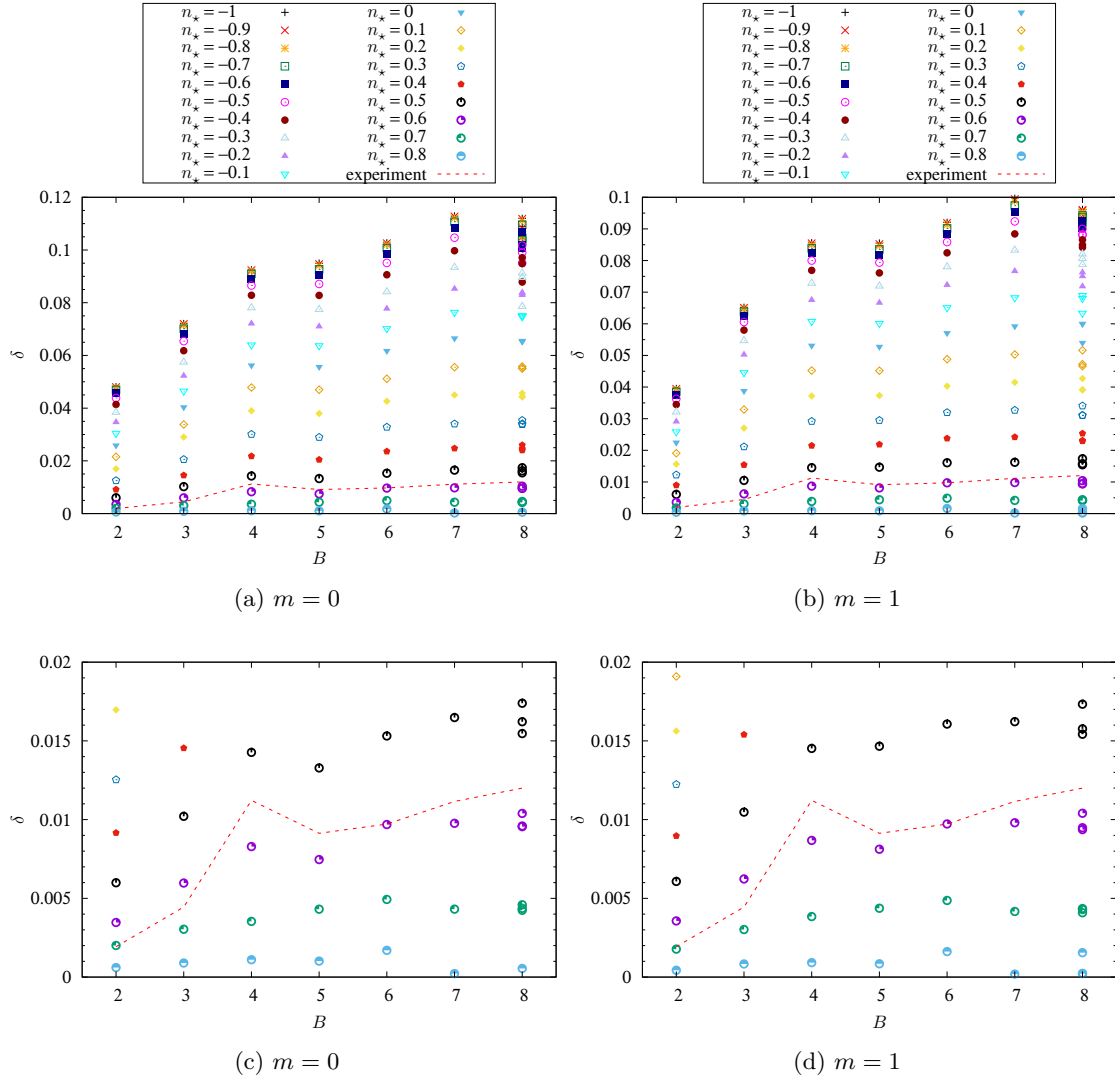 n⋆=−1 n⋆=0
n⋆=−0.9 n⋆=0.1
n⋆=−0.8 n⋆=0.2
n⋆=−0.7 n⋆=0.3
n⋆=−0.6 n⋆=0.4
n⋆=−0.5 n⋆=0.5
n⋆=−0.4 n⋆=0.6
n⋆=−0.3 n⋆=0.7
n⋆=−0.2 n⋆=0.8
n⋆=−0.1 experiment
0.12
0.1
0.08
0.06
0.04
0.02
0
δ
2 3 4 5 6 7 8
B
(a) m = 0
n⋆=−1 n⋆=0
n⋆=−0.9 n⋆=0.1
n⋆=−0.8 n⋆=0.2
n⋆=−0.7 n⋆=0.3
n⋆=−0.6 n⋆=0.4
n⋆=−0.5 n⋆=0.5
n⋆=−0.4 n⋆=0.6
n⋆=−0.3 n⋆=0.7
n⋆=−0.2 n⋆=0.8
n⋆=−0.1 experiment
0.1
0.09
0.08
0.07
0.06
0.05
0.04
0.03
0.02
0.01
0
δ
2 3 4 5 6 7 8
B
(b) m = 1
0.02
0.015
0.01
0.005
0
δ
2 3 4 5 6 7 8
B
(c) m = 0
0.02
0.015
0.01
0.005
0
δ
2 3 4 5 6 7 8
B
(d) m = 1